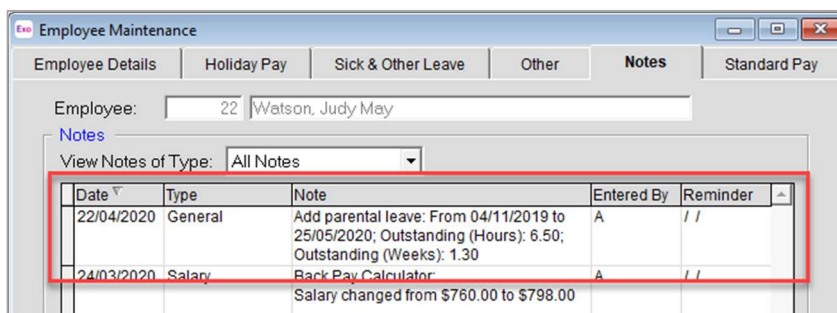 Exo Employee Maintenance
Employee Details Holiday Pay Sick & Other Leave Other Notes Standard Pay
Employee: 22 Watson, Judy May
Notes
View Notes of Type: All Notes
Date Type Note Entered By Reminder
22/04/2020 General Add parental leave: From 04/11/2019 to A / /
25/05/2020; Outstanding (Hours): 6.50;
Outstanding (Weeks): 1.30
24/03/2020 Salary Back Pay Calculator: A / /
Salary changed from $760.00 to $798.00